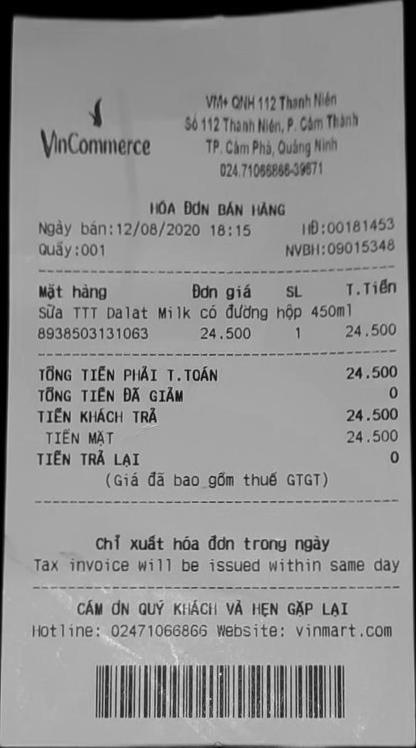 VinCommerce
VM+ QNH 112 Thanh Niên
Số 112 Thanh Niên, P. Cẩm Thành
TP. Cẩm Phả, Quảng Ninh
024.71066866-39671
HÓA ĐƠN BÁN HÀNG
Ngày bán:12/08/2020 18:15 HĐ:00181453
Quầy:001 NVBH:09015348
Mặt hàng Đơn giá SL T.Tiền
Sữa TTT Dalat Milk có đường hộp 450ml
8938503131063 24.500 1 24.500
TỔNG TIỀN PHẢI T.TOÁN 24.500
TỔNG TIỀN ĐÃ GIẢM 0
TIỀN KHÁCH TRẢ 24.500
TIỀN MẶT 24.500
TIỀN TRẢ LẠI 0
(Giá đã bao gồm thuế GTGT)
Chỉ xuất hóa đơn trong ngày
Tax invoice will be issued within same day
CẢM ƠN QUÝ KHÁCH VÀ HẸN GẶP LẠI
Hotline: 02471066866 Website: vinmart.com